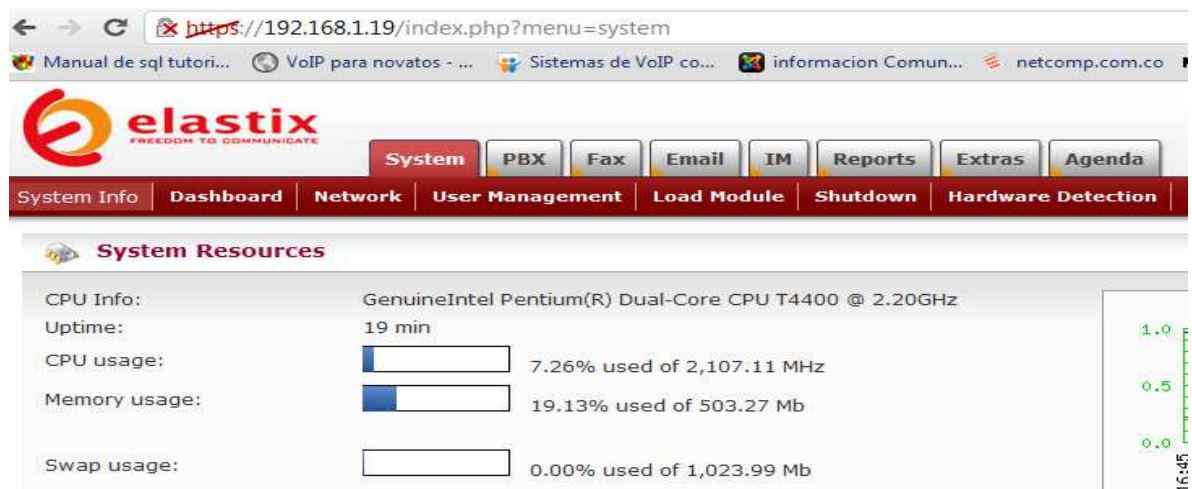 https://192.168.1.19/index.php?menu=system
Manual de sql tutori... VoIP para novatos - ... Sistemas de VoIP co... informacion Comun... netcomp.com.co
elastix
FREEDOM TO COMMUNICATE
System PBX Fax Email IM Reports Extras Agenda
System Info Dashboard Network User Management Load Module Shutdown Hardware Detection
System Resources
CPU Info: GenuineIntel Pentium(R) Dual-Core CPU T4400 @ 2.20GHz
Uptime: 19 min
CPU usage: 7.26% used of 2,107.11 MHz
Memory usage: 19.13% used of 503.27 Mb
Swap usage: 0.00% used of 1,023.99 Mb
1.0
0.5
0.0
16:45